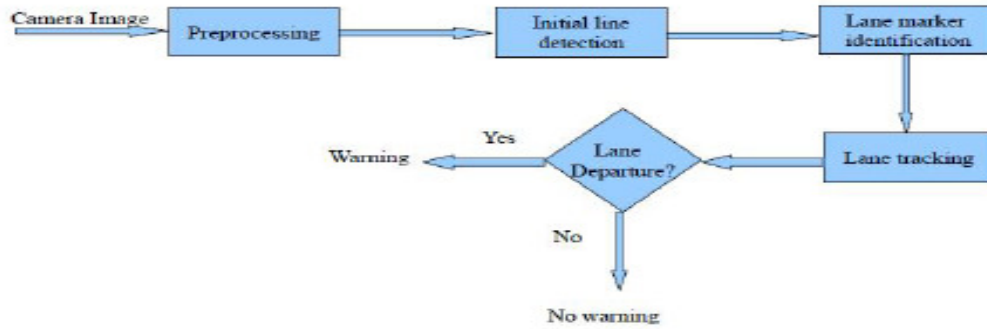 Camera Image
Preprocessing
Initial line
detection
Lane marker
identification
Lane tracking
Lane
Departure?
Yes
Warning
No
No warning